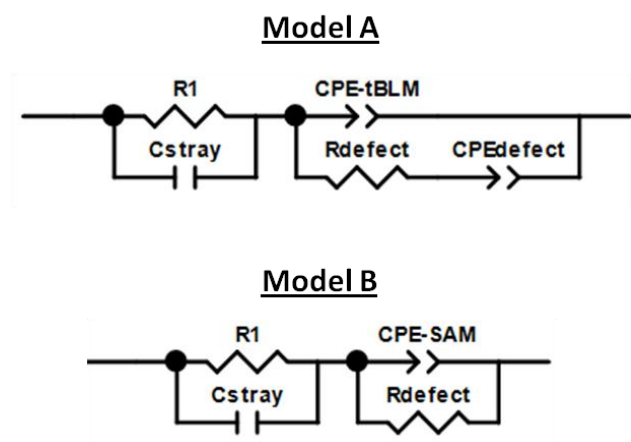 Model A
R1 CPE-tBLM
Cstray Rdefect CPEdefect
Model B
R1 CPE-SAM
Cstray Rdefect